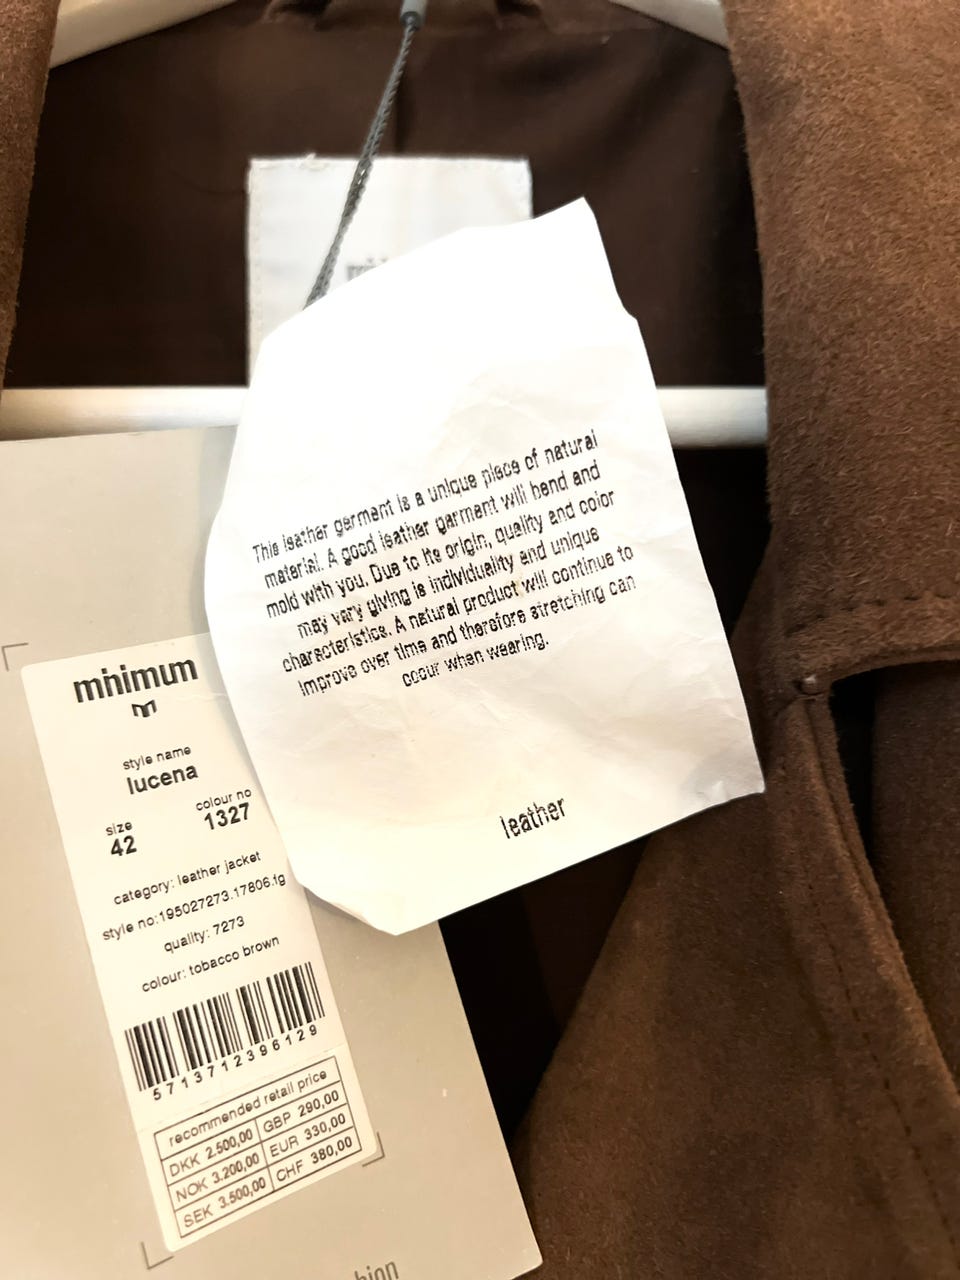 This leather garment is a unique piece of natural
material. A good leather garment will bend and
mold with you. Due to its origin, quality and color
may vary giving is individuality and unique
characteristics. A natural product will continue to
improve over time and therefore stretching can
occur when wearing.
leather
minimum
style name
lucena
size
42
colour no
1327
category: leather jacket
style no:195027273.17806.fg
quality: 7273
colour: tobacco brown
5713712396129
recommended retail price
DKK 2.500,00 GBP 290,00
NOK 3.200,00 EUR 330,00
SEK 3.500,00 CHF 380,00